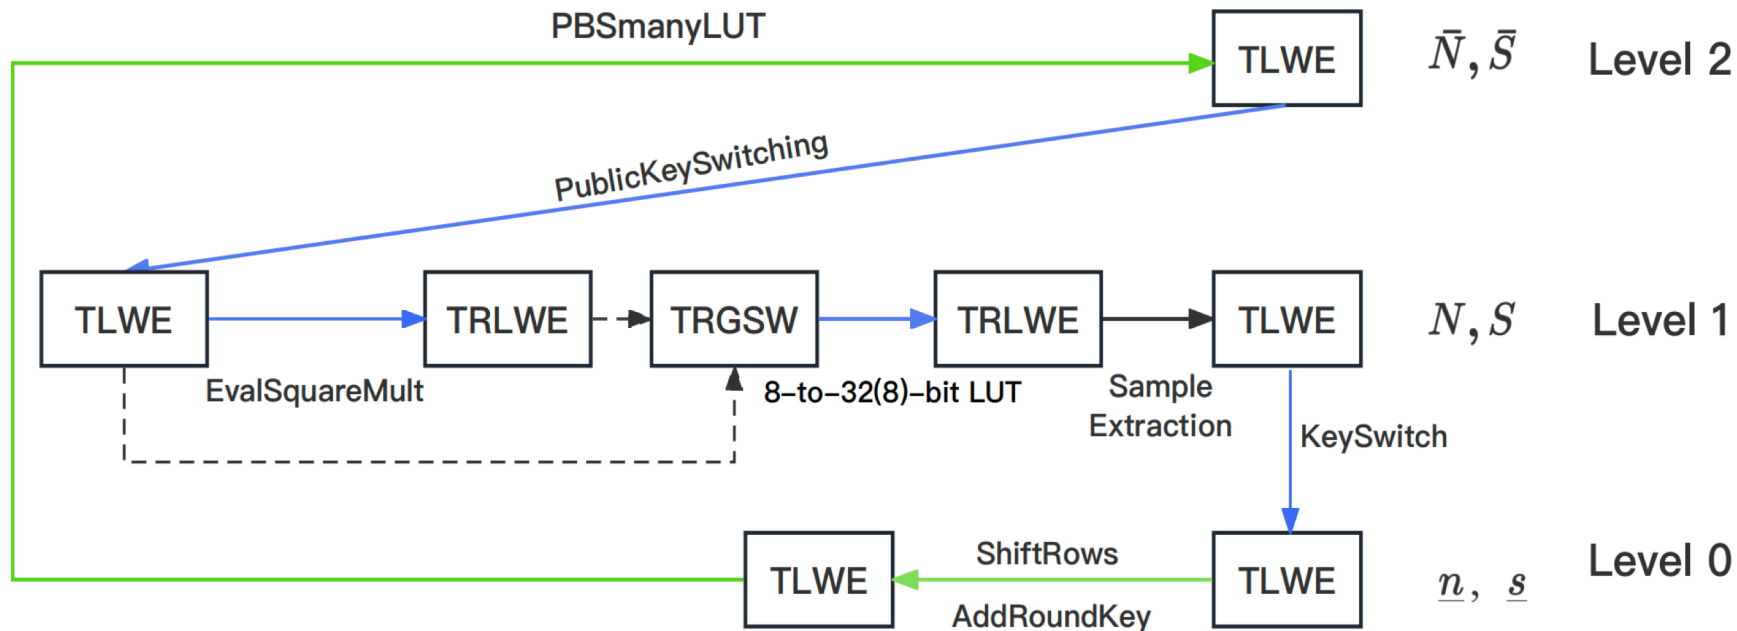 PBSmanyLUT
TLWE
N̄, S̄
Level 2
PublicKeySwitching
TLWE
TRLWE
TRGSW
TRLWE
TLWE
N, S
Level 1
EvalSquareMult
8-to-32(8)-bit LUT
Sample
Extraction
KeySwitch
TLWE
ShiftRows
AddRoundKey
TLWE
n, s
Level 0